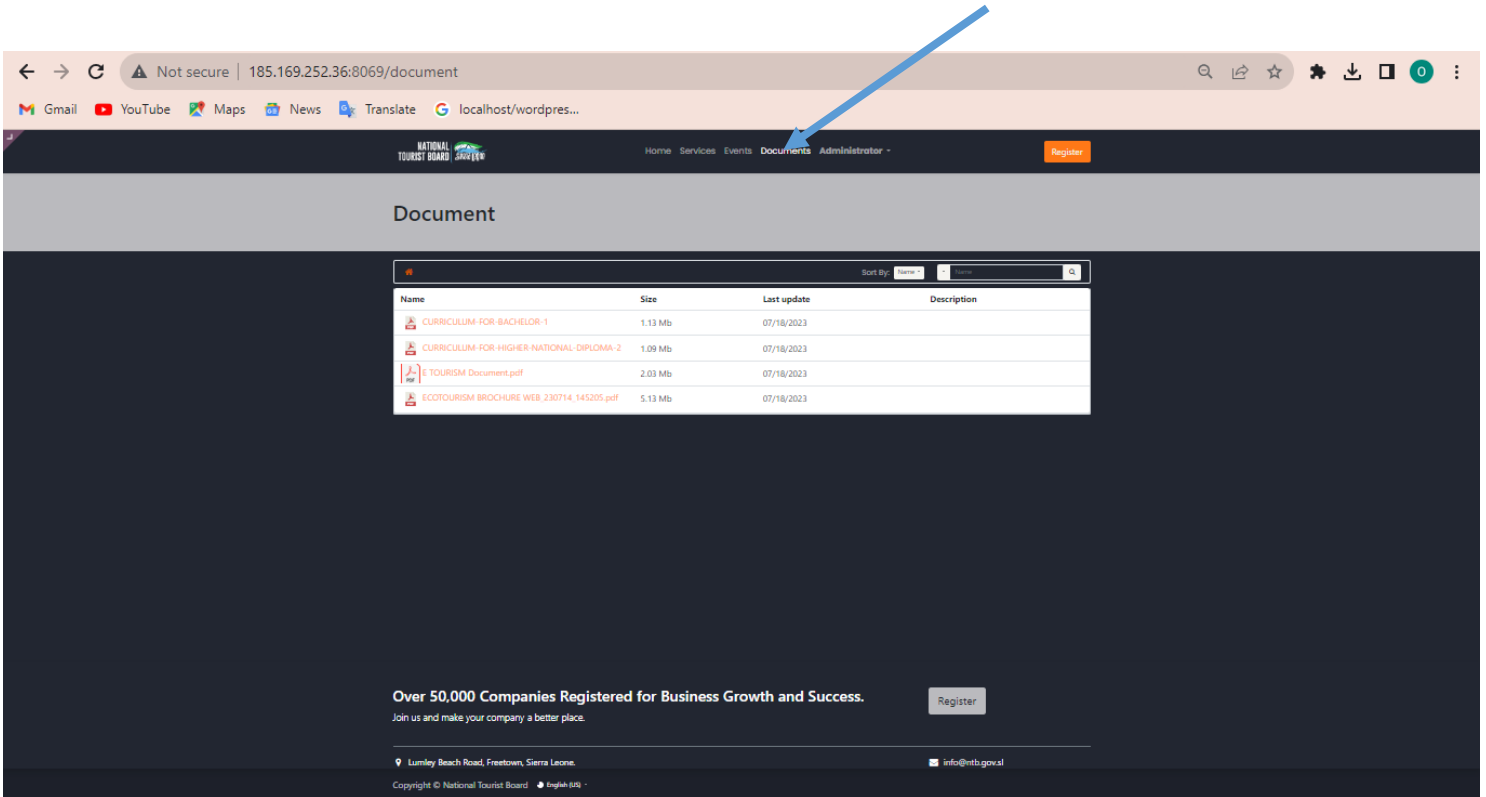 Not secure | 185.169.252.36:8069/document
Gmail YouTube Maps News Translate localhost/wordpres...
NATIONAL
TOURIST BOARD
Home Services Events Documents Administrator
Register
Document
Sort By: Name Name
Name Size Last update Description
CURRICULUM-FOR-BACHELOR-1 1.13 Mb 07/18/2023
CURRICULUM-FOR-HIGHER-NATIONAL-DIPLOMA-2 1.09 Mb 07/18/2023
E TOURISM Document.pdf 2.03 Mb 07/18/2023
ECOTOURISM BROCHURE WEB_230714_145205.pdf 5.13 Mb 07/18/2023
Over 50,000 Companies Registered for Business Growth and Success.
Register
Join us and make your company a better place.
Lumley Beach Road, Freetown, Sierra Leone. info@ntb.gov.sl
Copyright © National Tourist Board English (US)